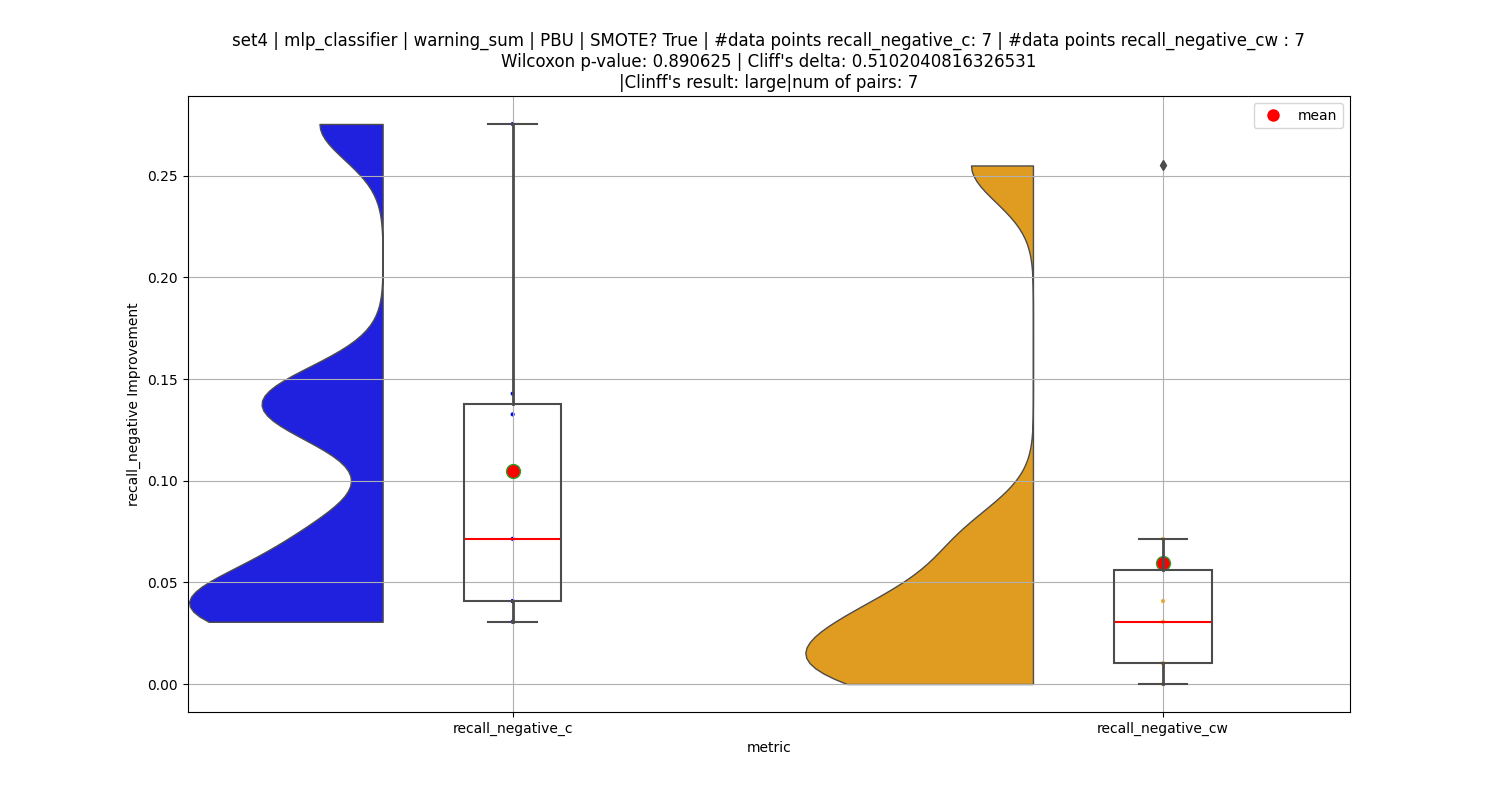 set4 | mlp_classifier | warning_sum | PBU | SMOTE? True | #data points recall_negative_c: 7 | #data points recall_negative_cw : 7
Wilcoxon p-value: 0.890625 | Cliff's delta: 0.5102040816326531
|Clinff's result: large|num of pairs: 7
mean
0.25
0.20
0.15
0.10
0.05
0.00
recall_negative Improvement
recall_negative_c
recall_negative_cw
metric